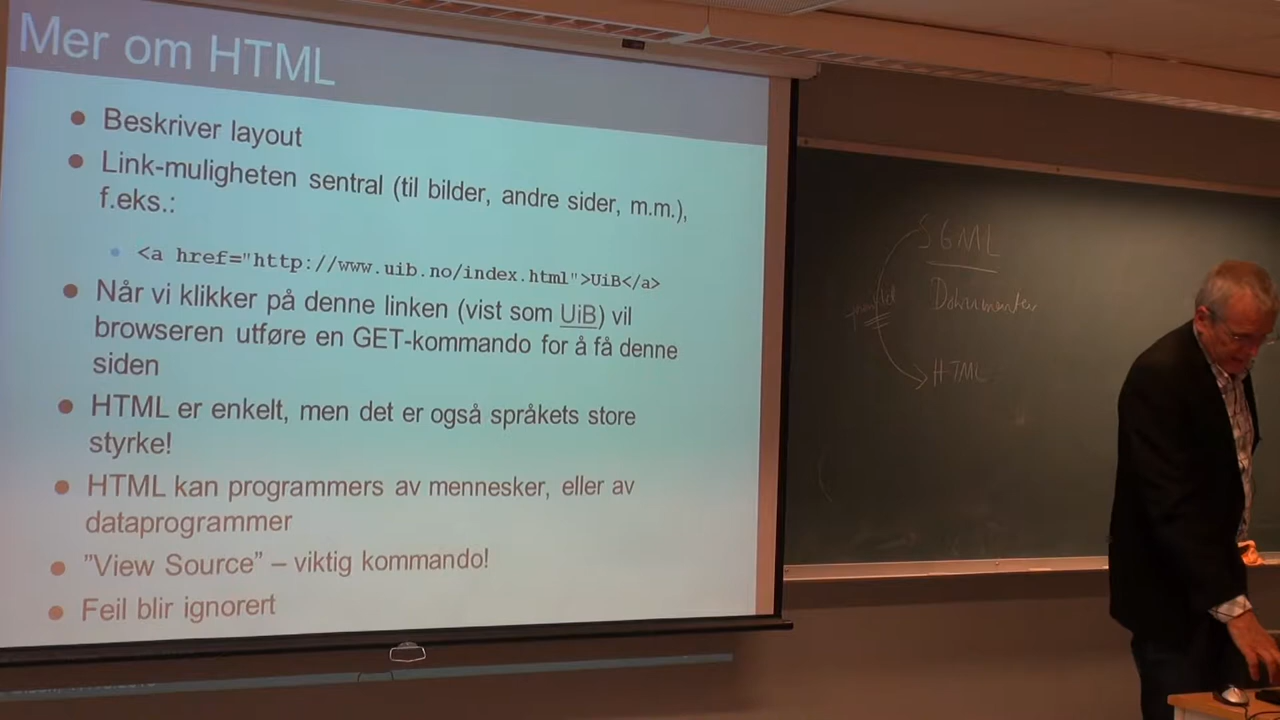 Mer om HTML
Beskriver layout
Link-muligheten sentral (til bilder, andre sider, m.m.),
f.eks.:
<a href="http://www.uib.no/index.html">UiB</a>
Når vi klikker på denne linken (vist som UiB) vil
browseren utføre en GET-kommando for å få denne
siden
HTML er enkelt, men det er også språkets store
styrke!
HTML kan programmers av mennesker, eller av
dataprogrammer
"View Source" – viktig kommando!
Feil blir ignorert
SGML
Dokumenter
HTML